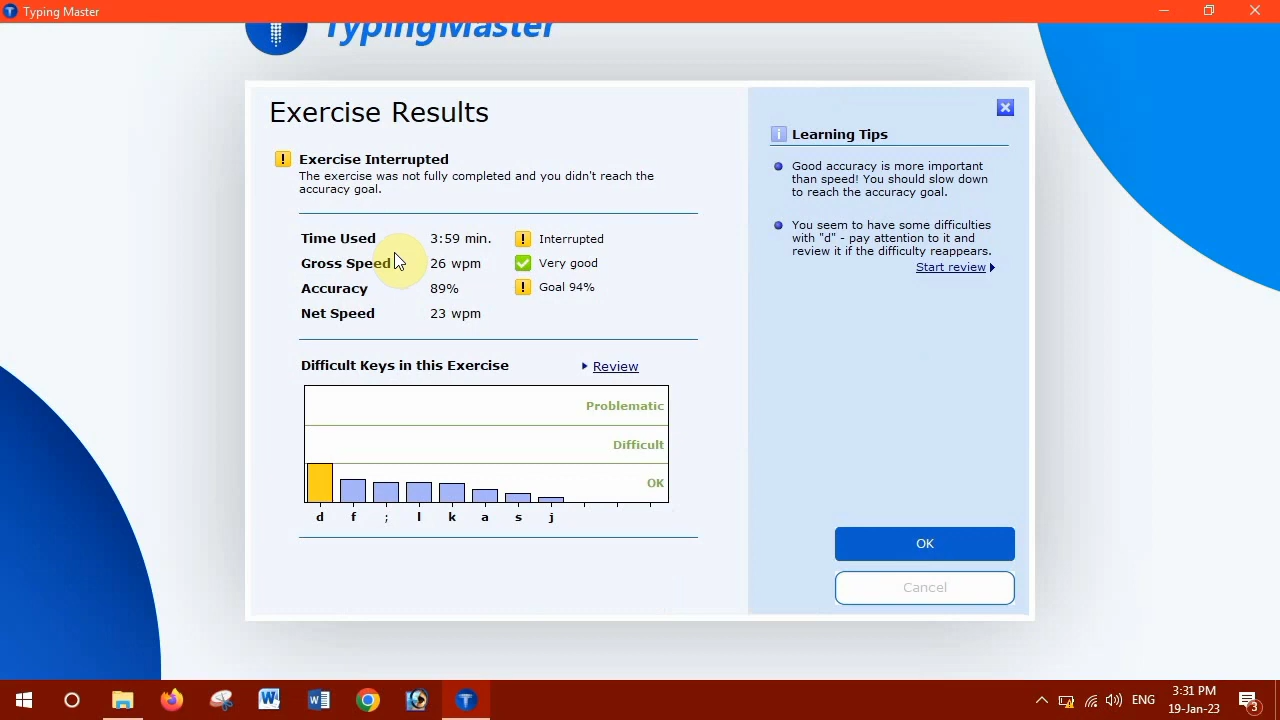 Typing Master
TypingMaster
Exercise Results
Exercise Interrupted
The exercise was not fully completed and you didn't reach the
accuracy goal.
Time Used 3:59 min. ! Interrupted
Gross Speed 26 wpm Very good
Accuracy 89% ! Goal 94%
Net Speed 23 wpm
Difficult Keys in this Exercise Review
Problematic
Difficult
OK
d f ; l k a s j
Learning Tips
Good accuracy is more important
than speed! You should slow down
to reach the accuracy goal.
You seem to have some difficulties
with "d" - pay attention to it and
review it if the difficulty reappears.
Start review
OK
Cancel
ENG
3:31 PM
19-Jan-23
3